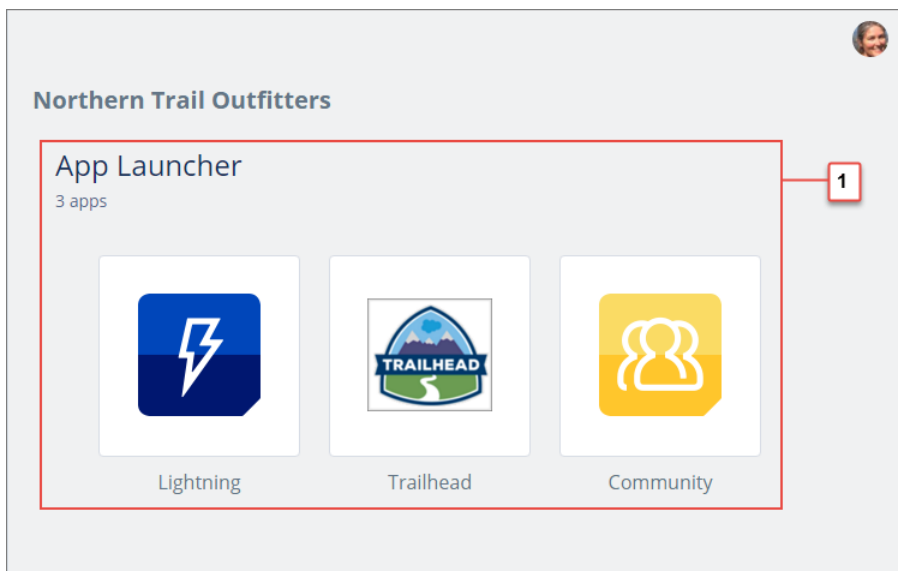 Northern Trail Outfitters
App Launcher
1
3 apps
TRAILHEAD
Lightning
Trailhead
Community